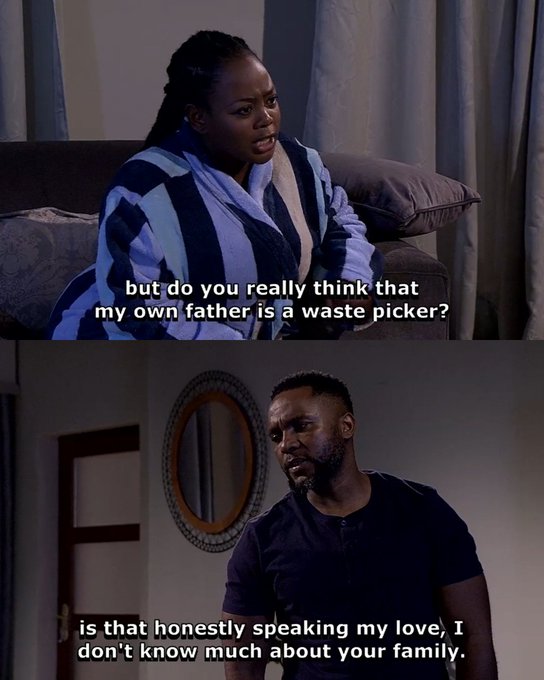 but do you really think that
my own father is a waste picker?
is that honestly speaking my love, I
don't know much about your family.